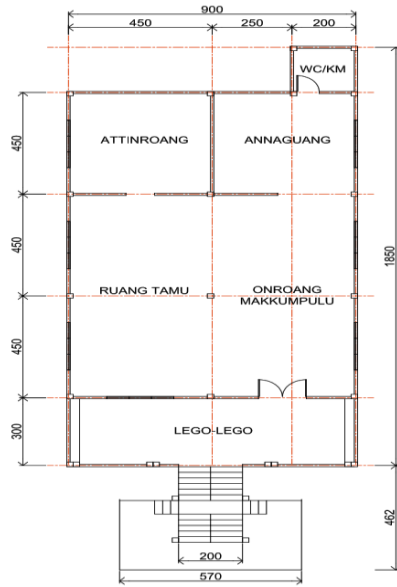 900
450 250 200
WC/KM
ATTINROANG ANNAGUANG
450
450
1850
RUANG TAMU ONROANG
MAKKUMPULU
450
LEGO-LEGO
300
462
200
570